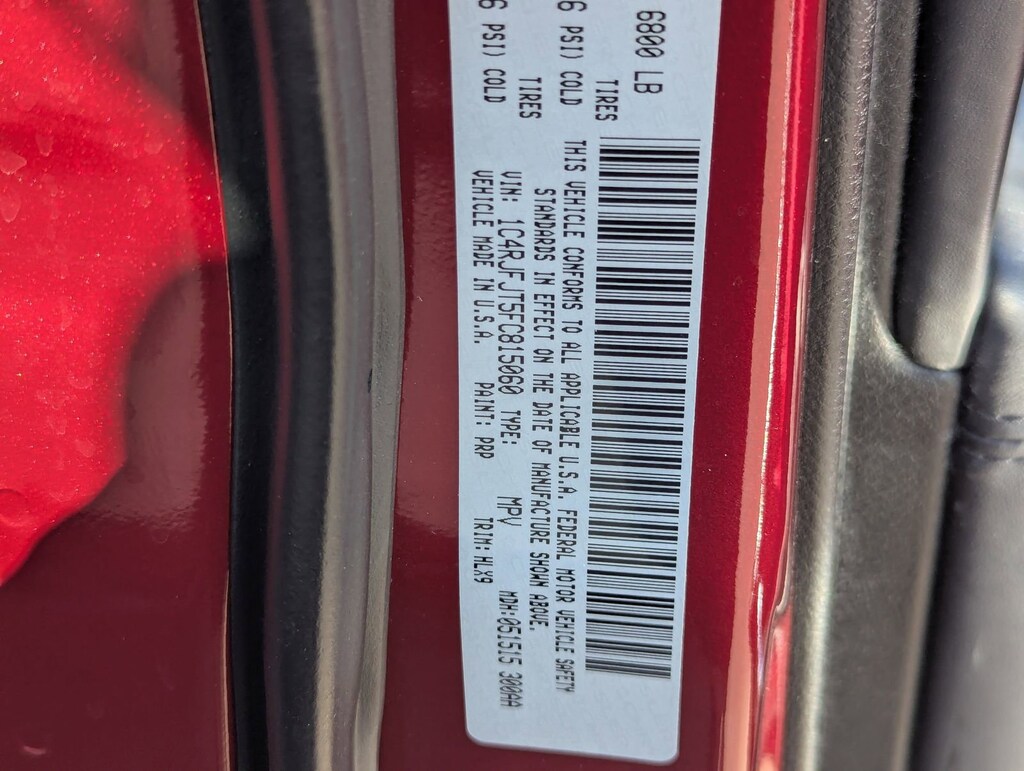 6800 LB
TIRES
6 PSI) COLD
TIRES
6 PSI) COLD
THIS VEHICLE CONFORMS TO ALL APPLICABLE U.S.A. FEDERAL MOTOR VEHICLE SAFETY
STANDARDS IN EFFECT ON THE DATE OF MANUFACTURE SHOWN ABOVE.
VIN: 1C4RJFJT5FC815060 TYPE: MPV MDH:051515 300AA
VEHICLE MADE IN U.S.A. PAINT: PRP TRIM: HLX9